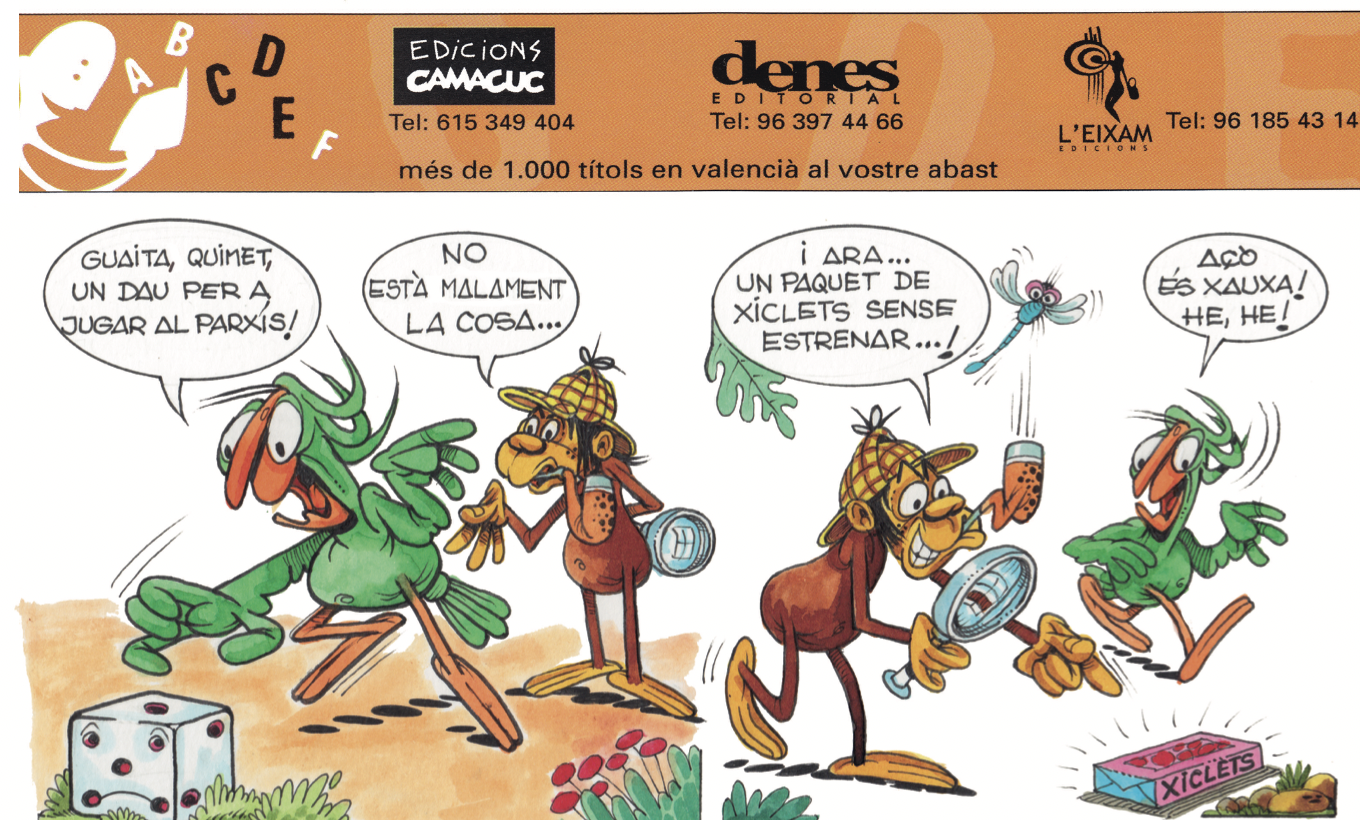 A
B
C
D
E
F
EDICIONS
CAMACUC
Tel: 615 349 404
denes
EDITORIAL
Tel: 96 397 44 66
L'EIXAM
EDICIONS
Tel: 96 185 43 14
més de 1.000 títols en valencià al vostre abast
GUAITA, QUIMET,
UN DAU PER A
JUGAR AL PARXÍS!
NO
ESTÀ MALAMENT
LA COSA...
I ARA...
UN PAQUET DE
XICLETS SENSE
ESTRENAR...!
AÇÒ
ÉS XAUXA!
HE, HE!
XICLETS